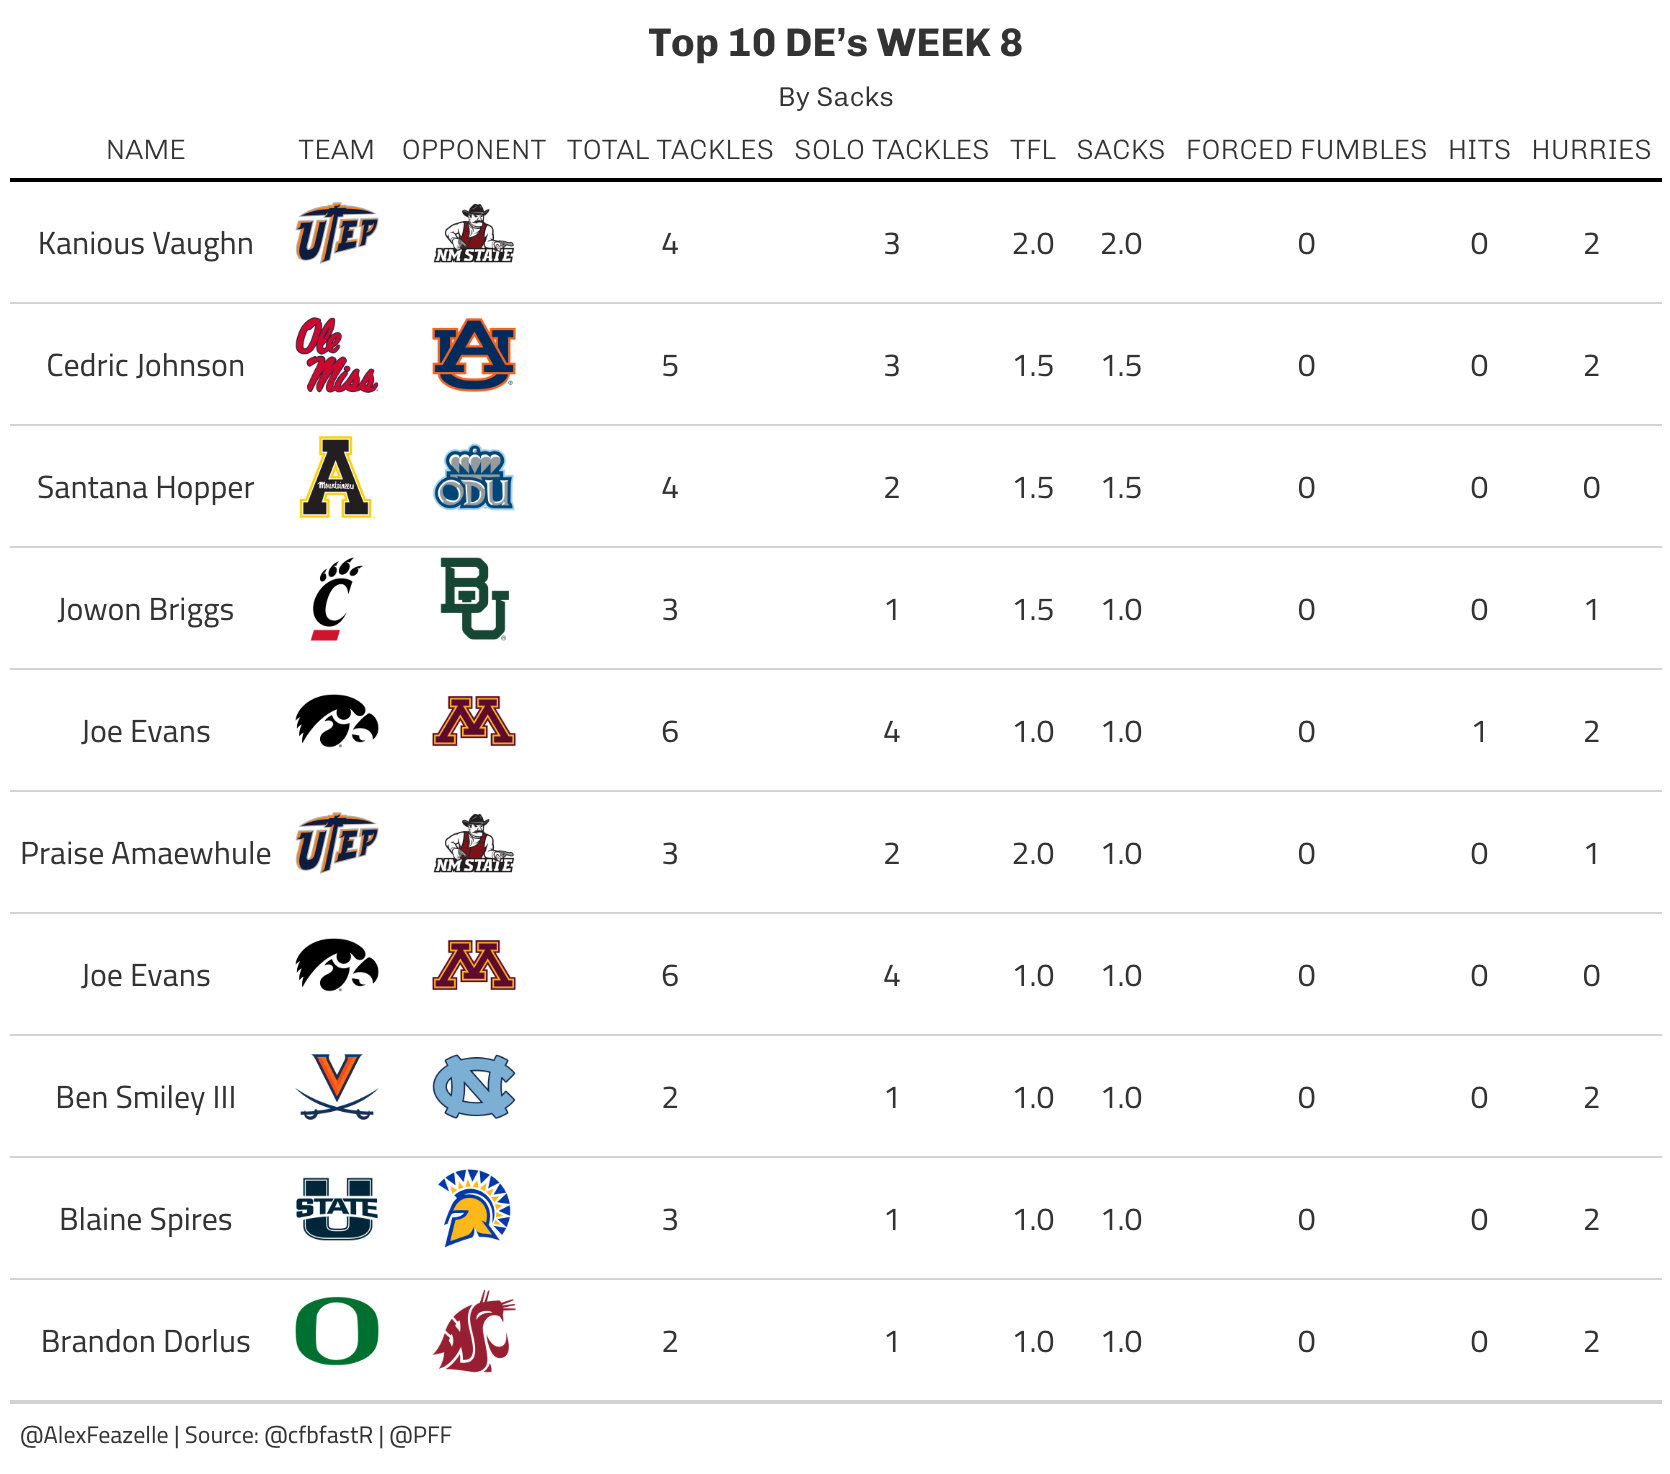 Top 10 DE’s WEEK 8
By Sacks
NAME TEAM OPPONENT TOTAL TACKLES SOLO TACKLES TFL SACKS FORCED FUMBLES HITS HURRIES
Kanious Vaughn UTEP NM STATE 4 3 2.0 2.0 0 0 2
Cedric Johnson Ole Miss AU 5 3 1.5 1.5 0 0 2
Santana Hopper A Mountaineers ODU 4 2 1.5 1.5 0 0 0
Jowon Briggs C BU 3 1 1.5 1.0 0 0 1
Joe Evans M 6 4 1.0 1.0 0 1 2
Praise Amaewhule UTEP NM STATE 3 2 2.0 1.0 0 0 1
Joe Evans M 6 4 1.0 1.0 0 0 0
Ben Smiley III V NC 2 1 1.0 1.0 0 0 2
Blaine Spires U STATE 3 1 1.0 1.0 0 0 2
Brandon Dorlus O WSC 2 1 1.0 1.0 0 0 2
@AlexFeazelle | Source: @cfbfastR | @PFF